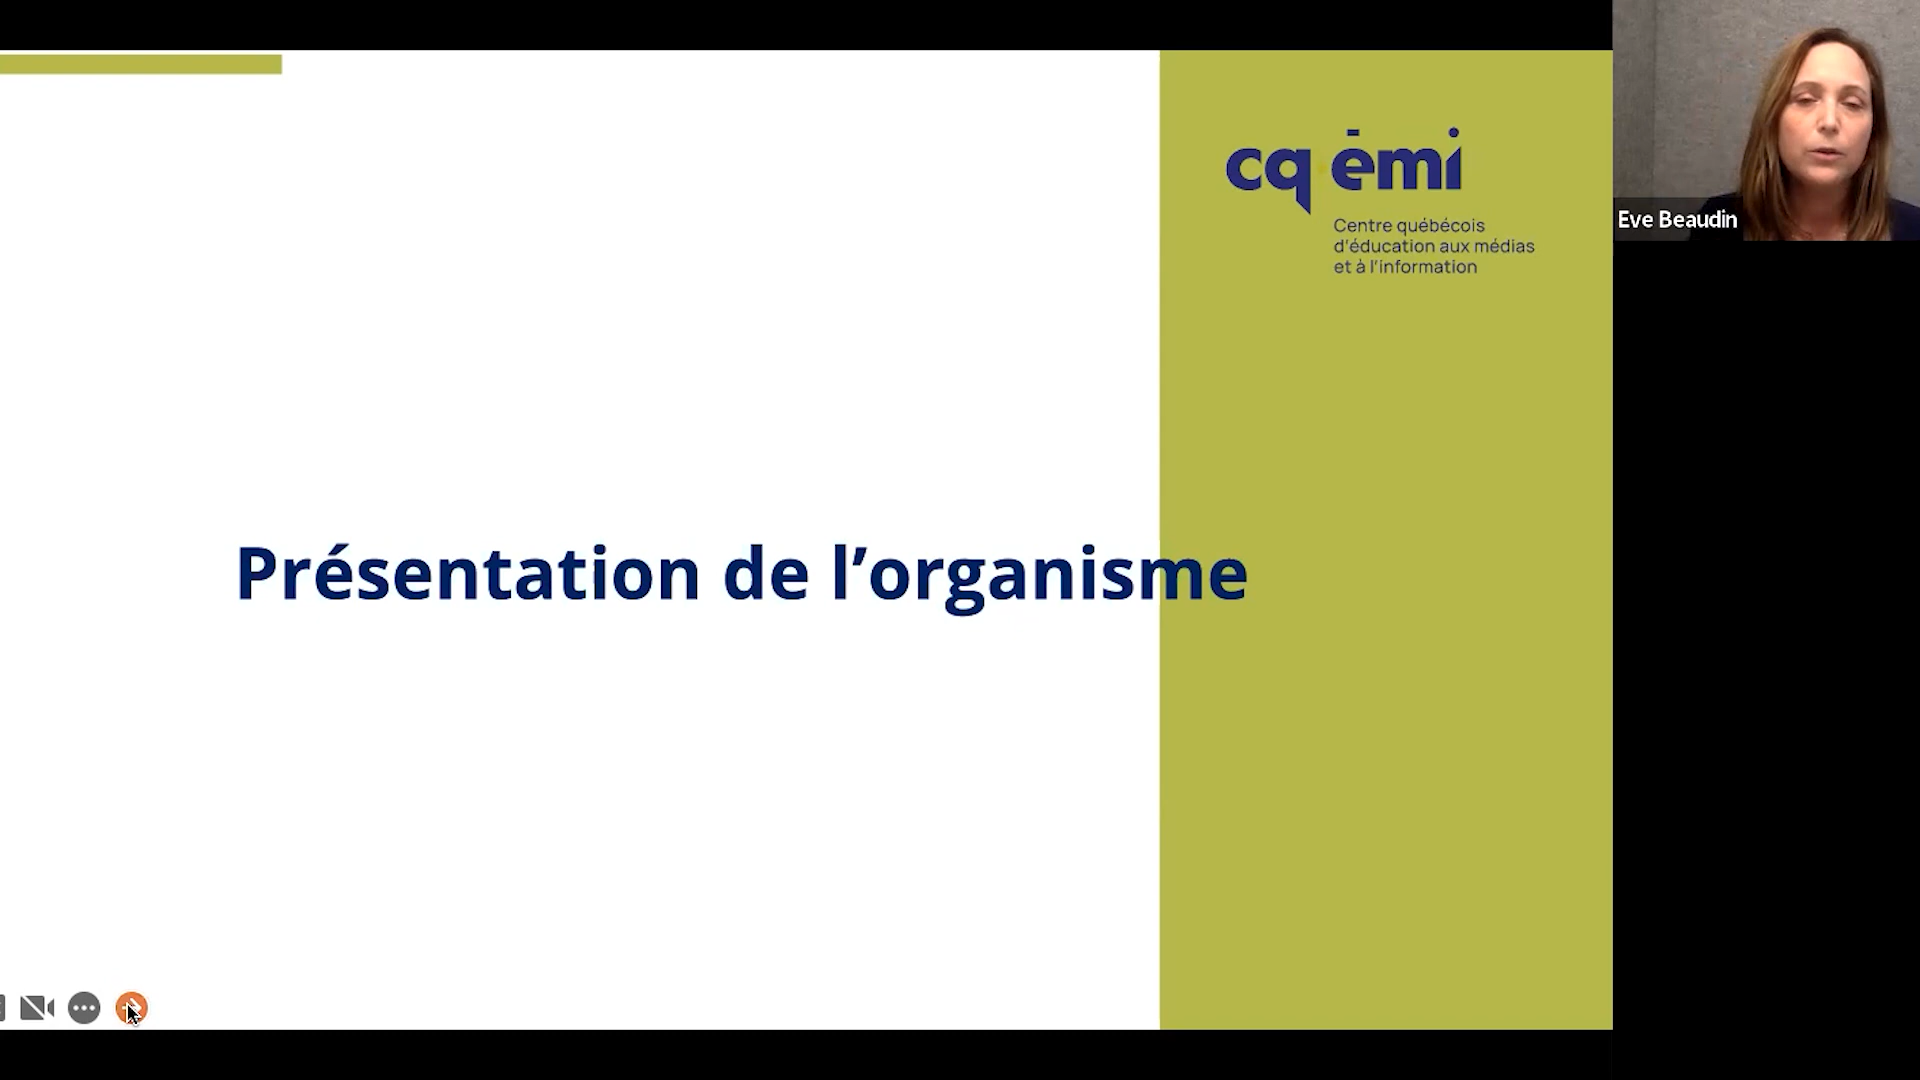 cq·émi
Centre québécois
d'éducation aux médias
et à l'information
Eve Beaudin
Présentation de l’organisme